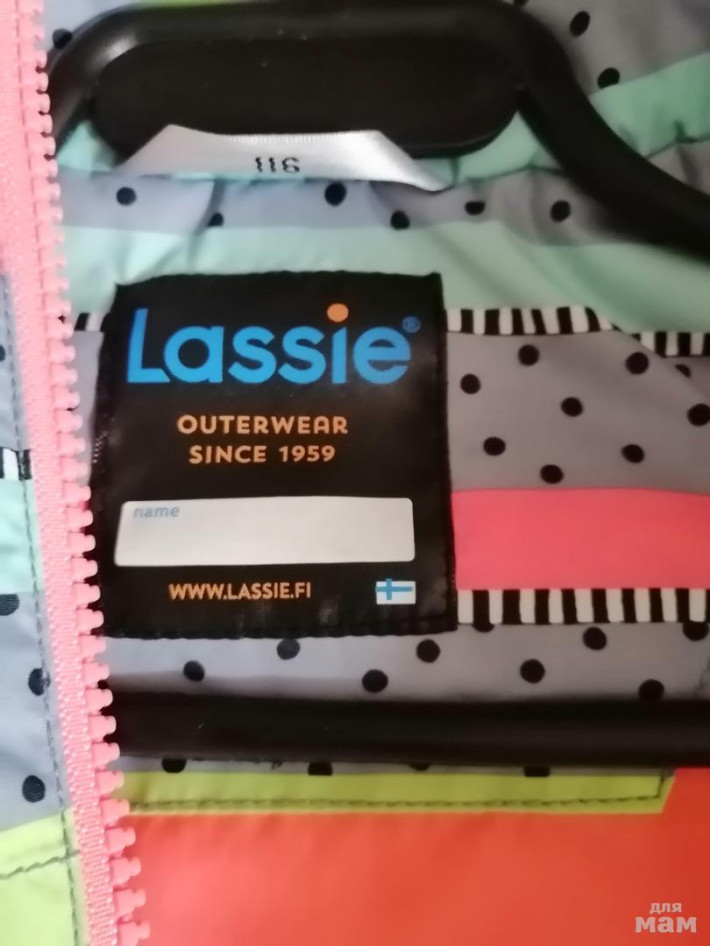 116
Lassie®
OUTERWEAR
SINCE 1959
name
WWW.LASSIE.FI
для
мам